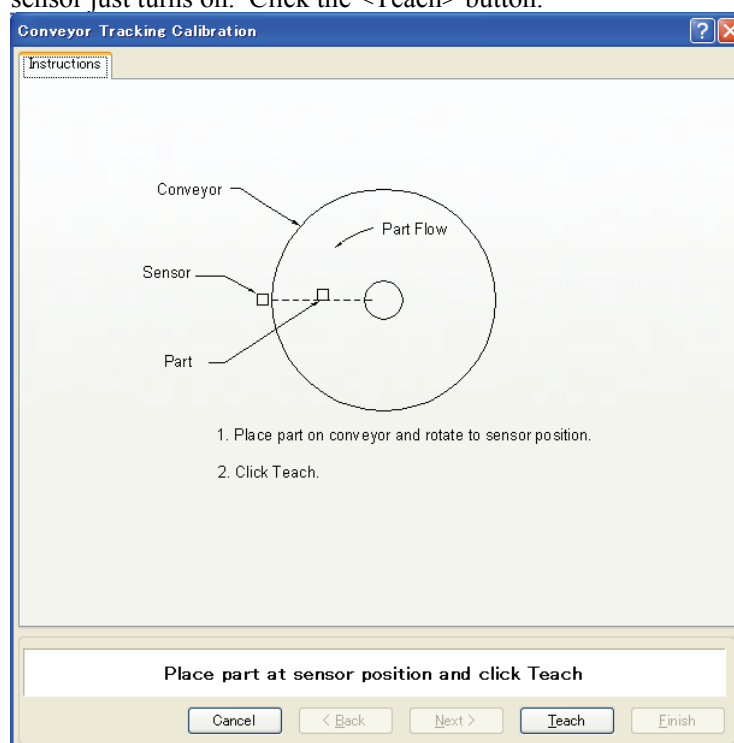 sensor just turns on. Click the <Teach> button.
Conveyor Tracking Calibration
Instructions
Conveyor
Part Flow
Sensor
Part
1. Place part on conveyor and rotate to sensor position.
2. Click Teach.
Place part at sensor position and click Teach
Cancel < Back Next > Teach Finish